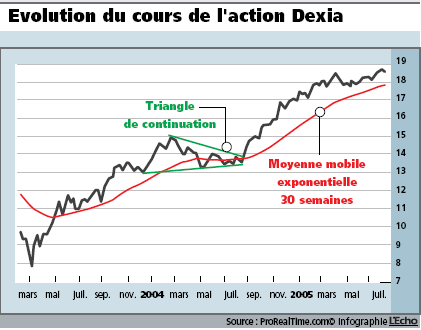 Evolution du cours de l'action Dexia
19
18
17
16
15
14
13
12
11
10
9
8
7
Triangle
de continuation
Moyenne mobile
exponentielle
30 semaines
mars mai juil. sep. nov. 2004 mars mai juil. sep. nov. 2005 mars mai juil.
Source : ProRealTime.com© Infographie L'Echo